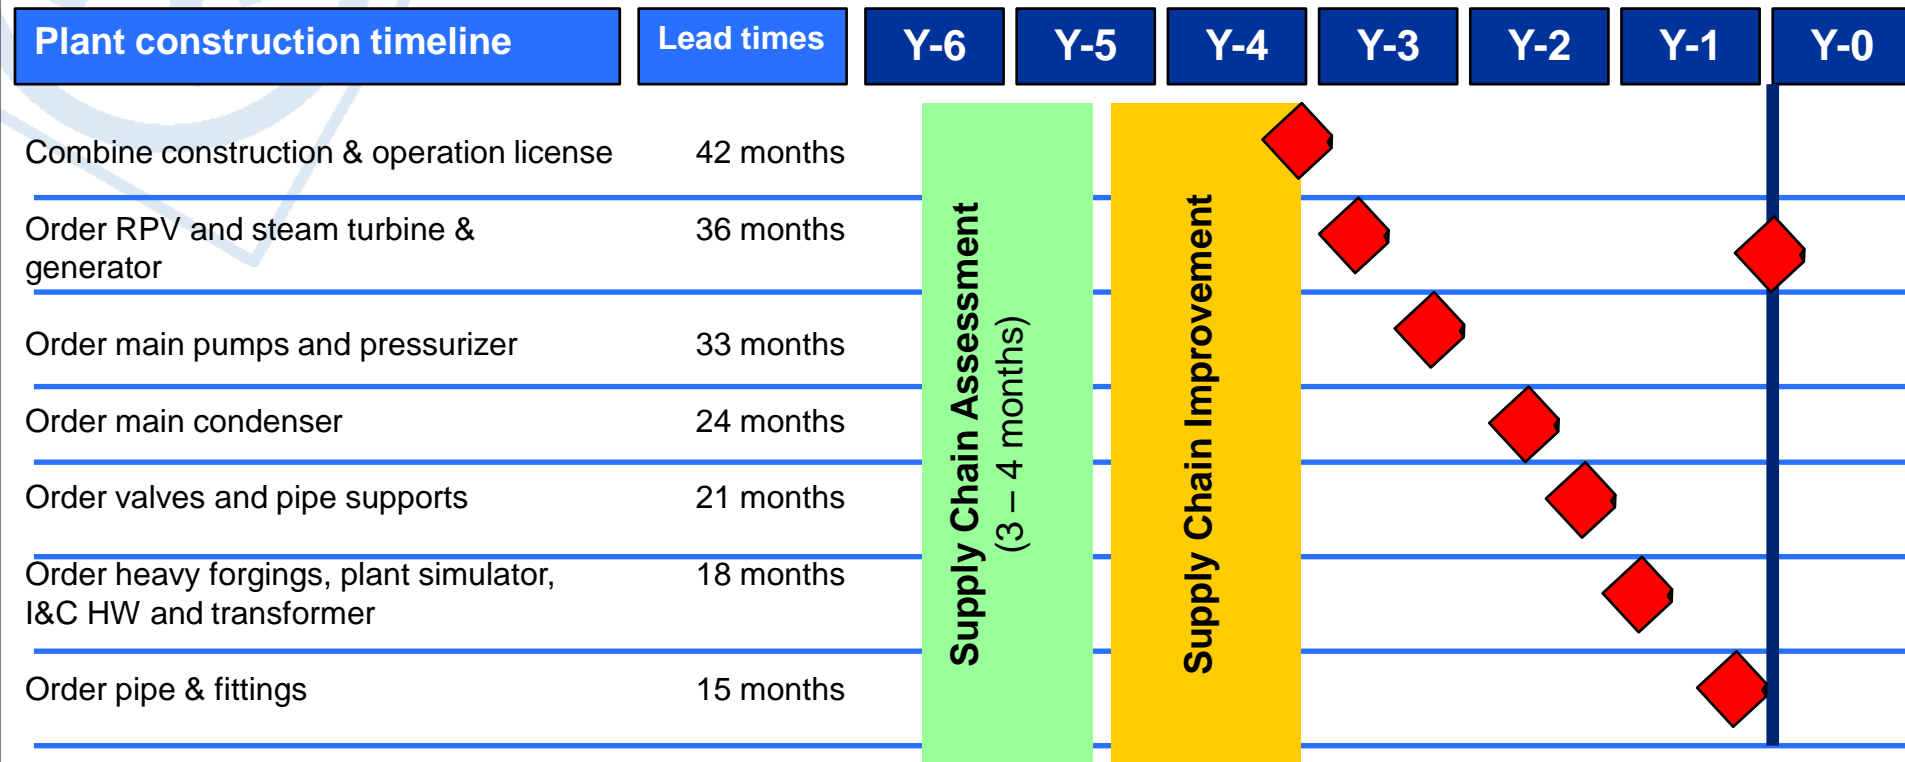 Plant construction timeline
Lead times
Y-6
Y-5
Y-4
Y-3
Y-2
Y-1
Y-0
Combine construction & operation license
42 months
Order RPV and steam turbine &
generator
36 months
Order main pumps and pressurizer
33 months
Order main condenser
24 months
Order valves and pipe supports
21 months
Order heavy forgings, plant simulator,
I&C HW and transformer
18 months
Order pipe & fittings
15 months
Supply Chain Assessment
(3 – 4 months)
Supply Chain Improvement